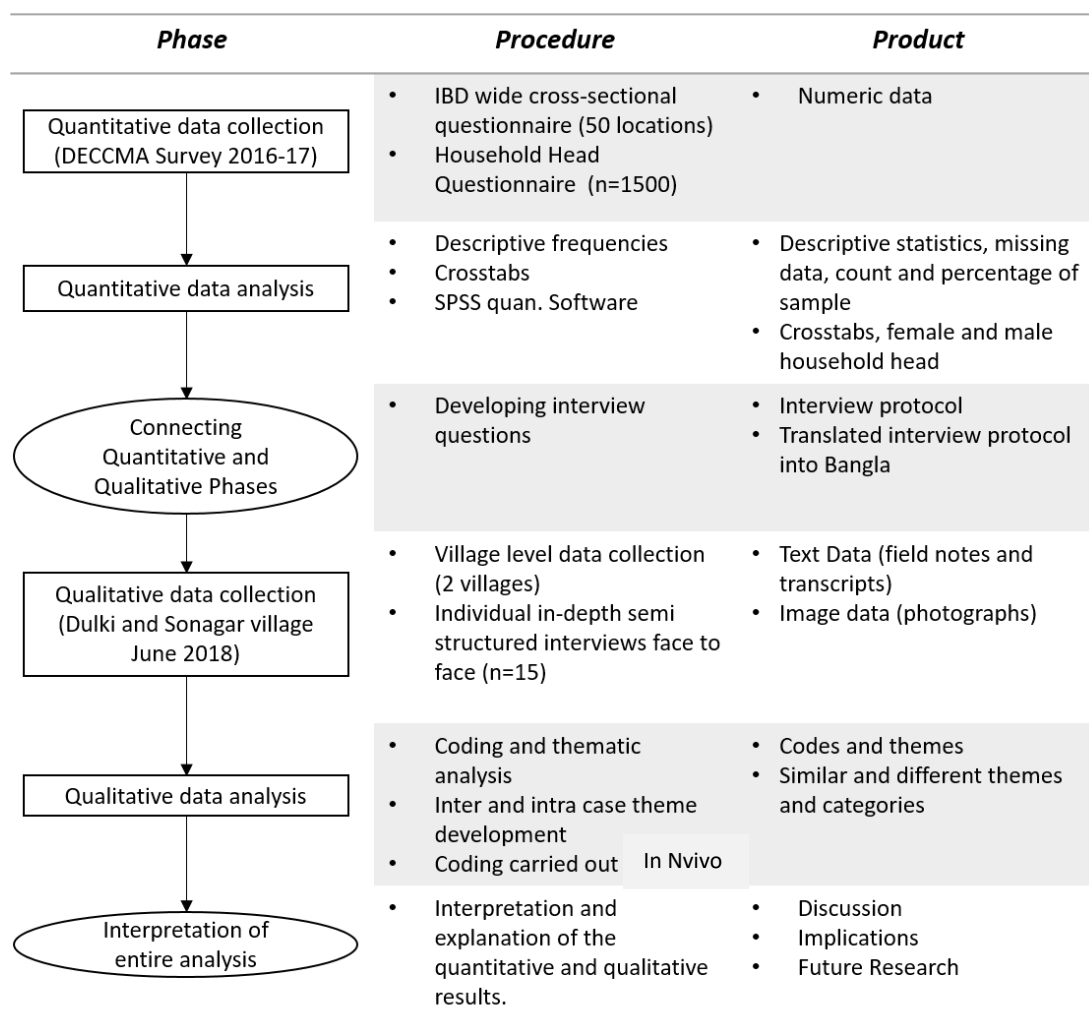 Phase Procedure Product
Quantitative data collection
(DECCMA Survey 2016-17)
• IBD wide cross-sectional
questionnaire (50 locations)
• Household Head
Questionnaire (n=1500)
• Numeric data
Quantitative data analysis
• Descriptive frequencies
• Crosstabs
• SPSS quan. Software
• Descriptive statistics, missing
data, count and percentage of
sample
• Crosstabs, female and male
household head
Connecting
Quantitative and
Qualitative Phases
• Developing interview
questions
• Interview protocol
• Translated interview protocol
into Bangla
Qualitative data collection
(Dulki and Sonagar village
June 2018)
• Village level data collection
(2 villages)
• Individual in-depth semi
structured interviews face to
face (n=15)
• Text Data (field notes and
transcripts)
• Image data (photographs)
Qualitative data analysis
• Coding and thematic
analysis
• Inter and intra case theme
development
• Coding carried out In Nvivo
• Codes and themes
• Similar and different themes
and categories
Interpretation of
entire analysis
• Interpretation and
explanation of the
quantitative and qualitative
results.
• Discussion
• Implications
• Future Research